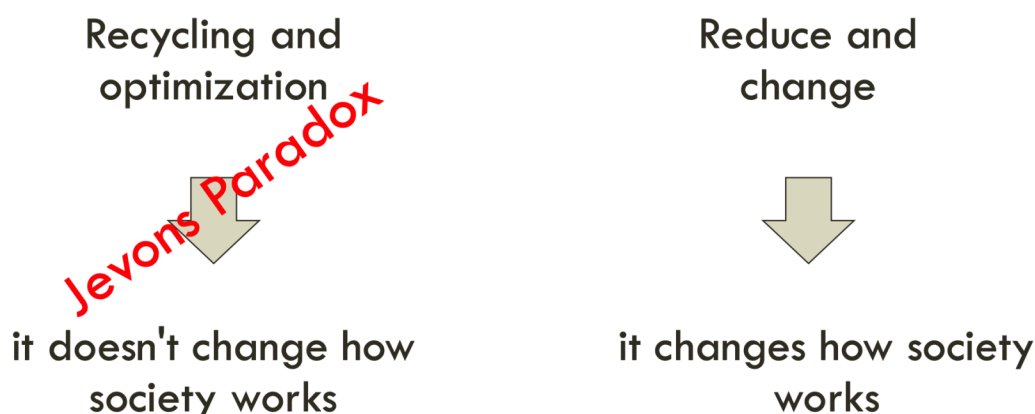 Recycling and
optimization
Jevons Paradox
it doesn't change how
society works
Reduce and
change
it changes how society
works